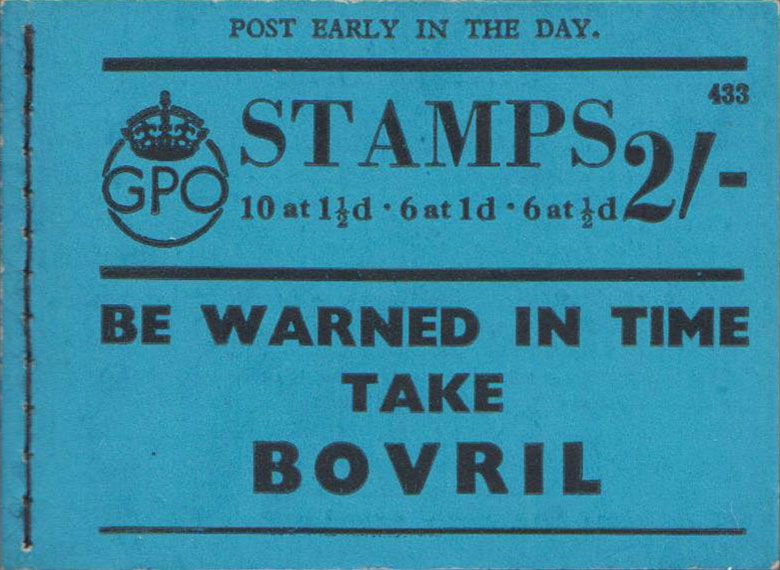 POST EARLY IN THE DAY.
433
GPO
STAMPS 2/-
10 at 1½d · 6 at 1d · 6 at ½d
BE WARNED IN TIME
TAKE
BOVRIL